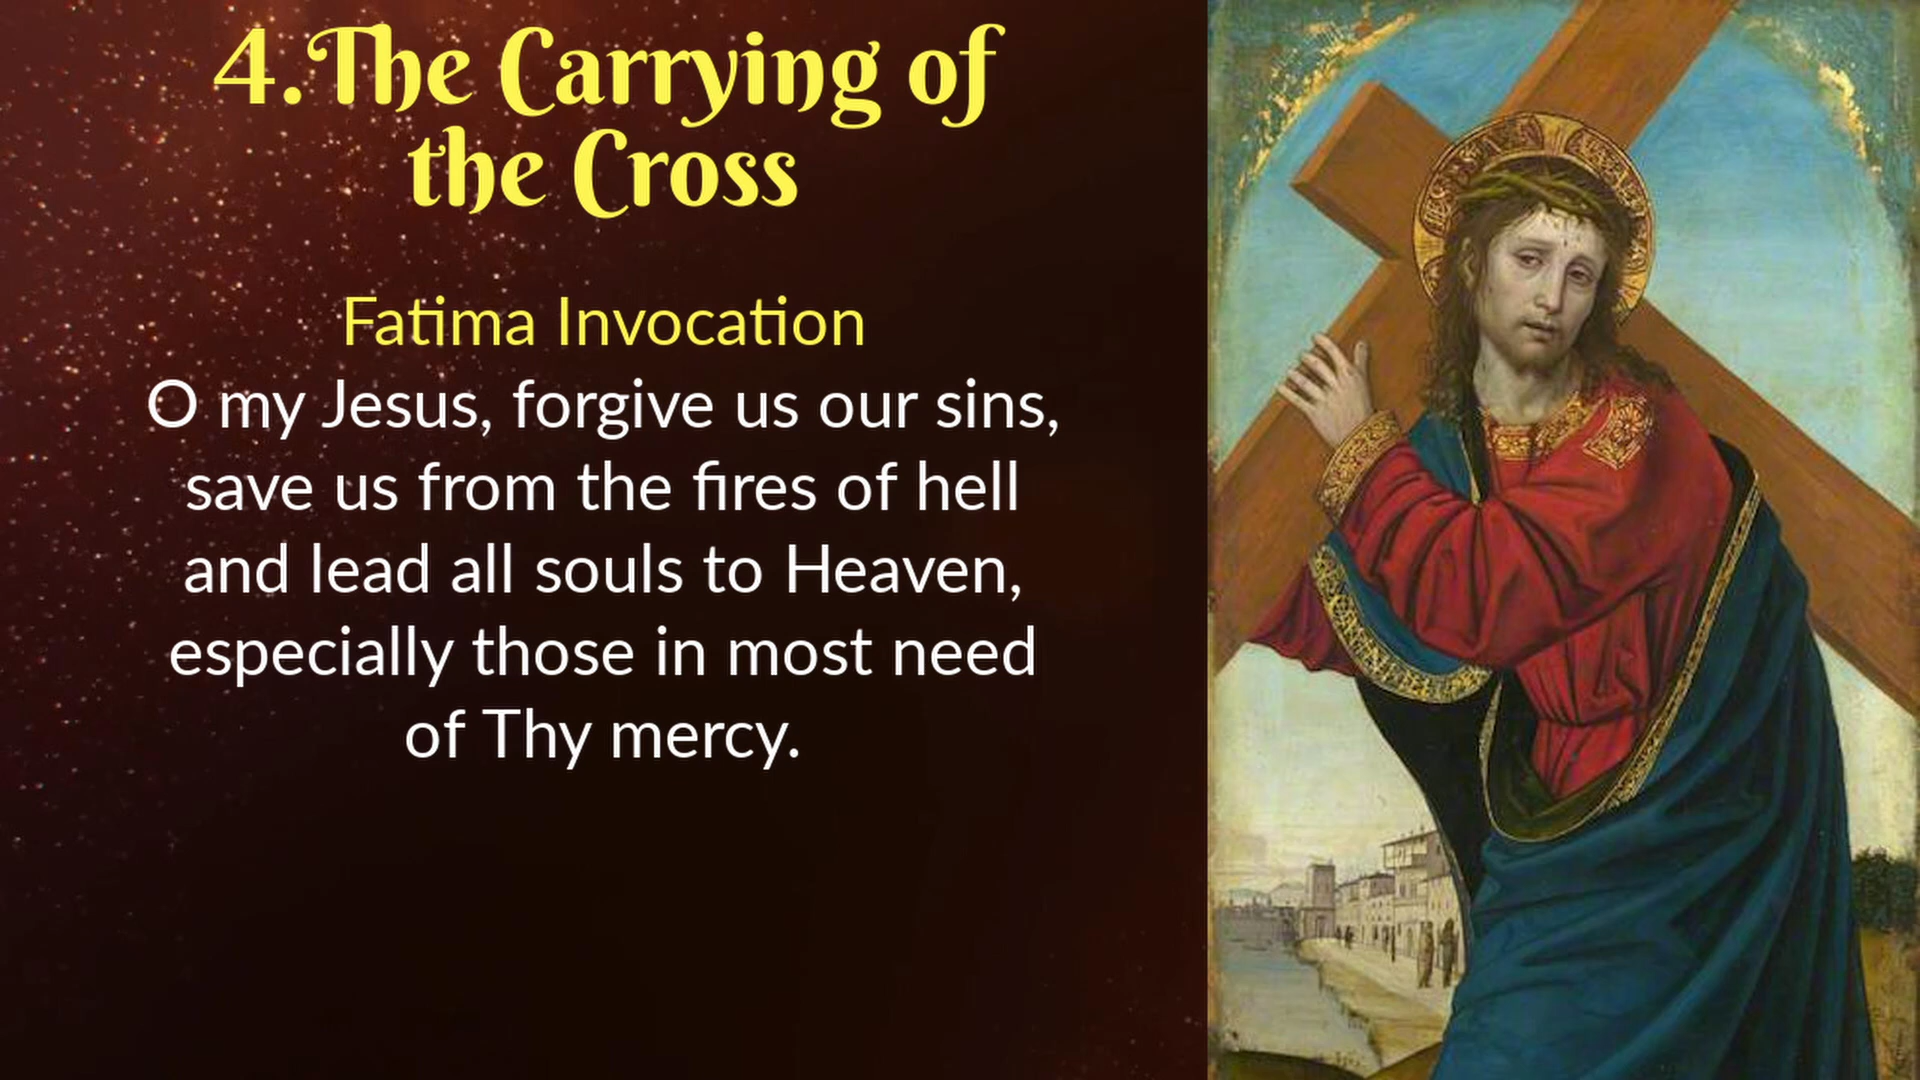 4.The Carrying of
the Cross
Fatima Invocation
O my Jesus, forgive us our sins,
save us from the fires of hell
and lead all souls to Heaven,
especially those in most need
of Thy mercy.